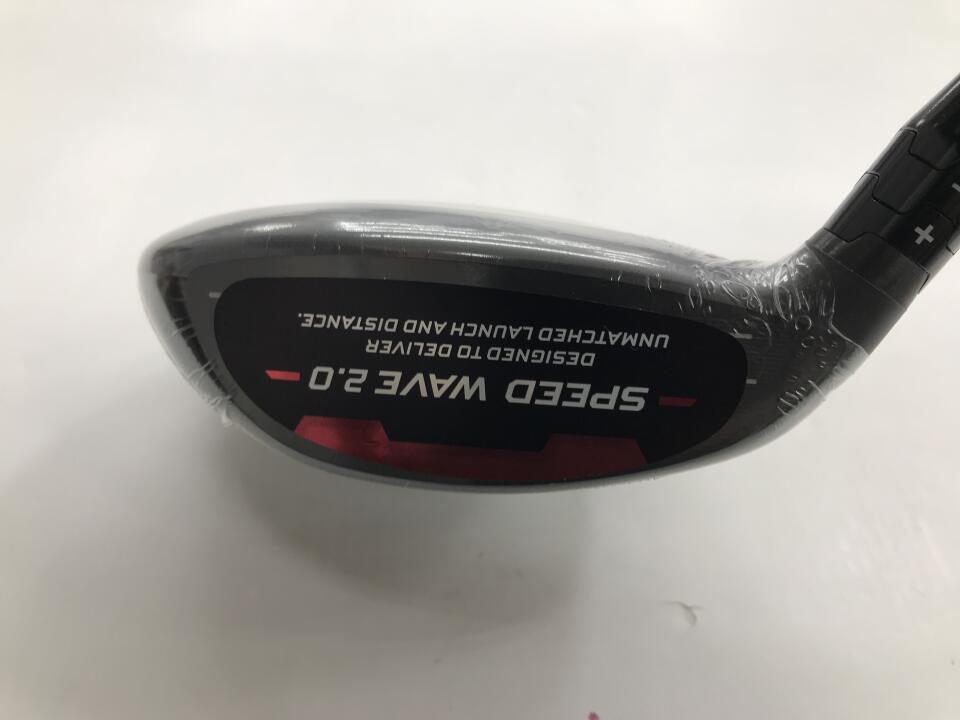 SPEED WAVE 2.0
DESIGNED TO DELIVER
UNMATCHED LAUNCH AND DISTANCE.
+